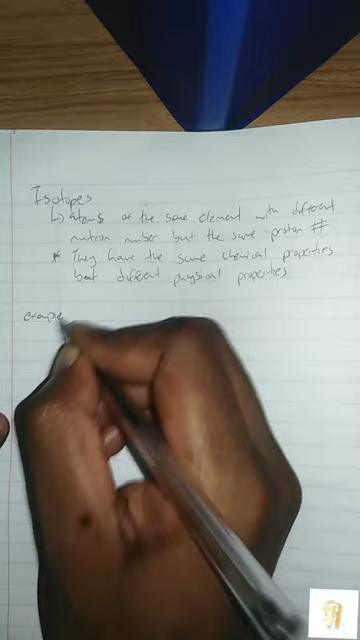 Isotopes
↳ atoms of the same element with different
nutron number but the same proton #
* They have the same chemical properties
but different physical properties